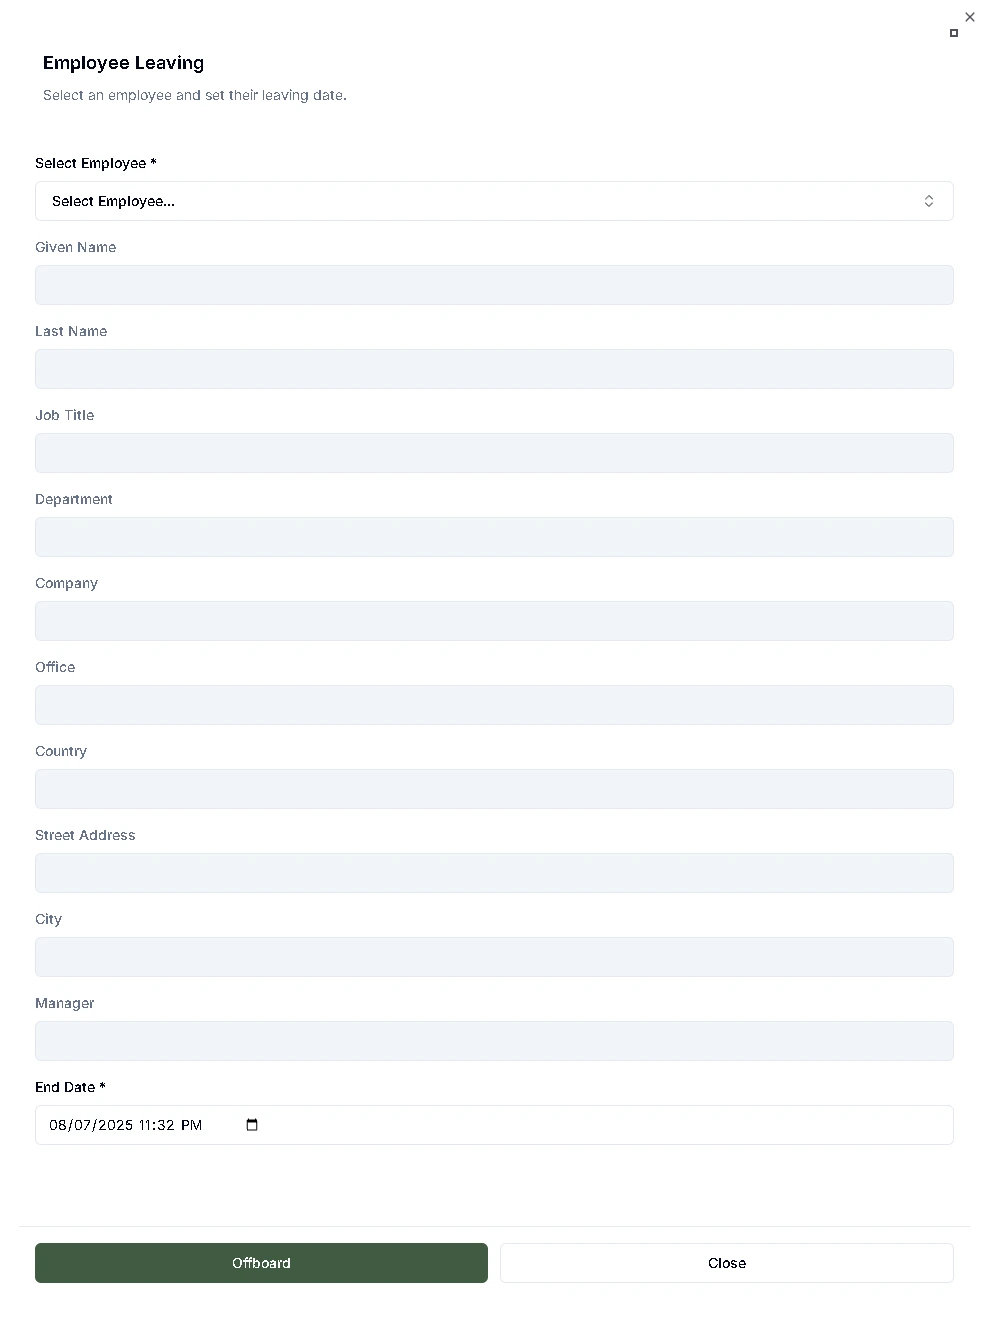 Employee Leaving
Select an employee and set their leaving date.
Select Employee *
Select Employee...
Given Name
Last Name
Job Title
Department
Company
Office
Country
Street Address
City
Manager
End Date *
08/07/2025 11:32 PM
Offboard Close